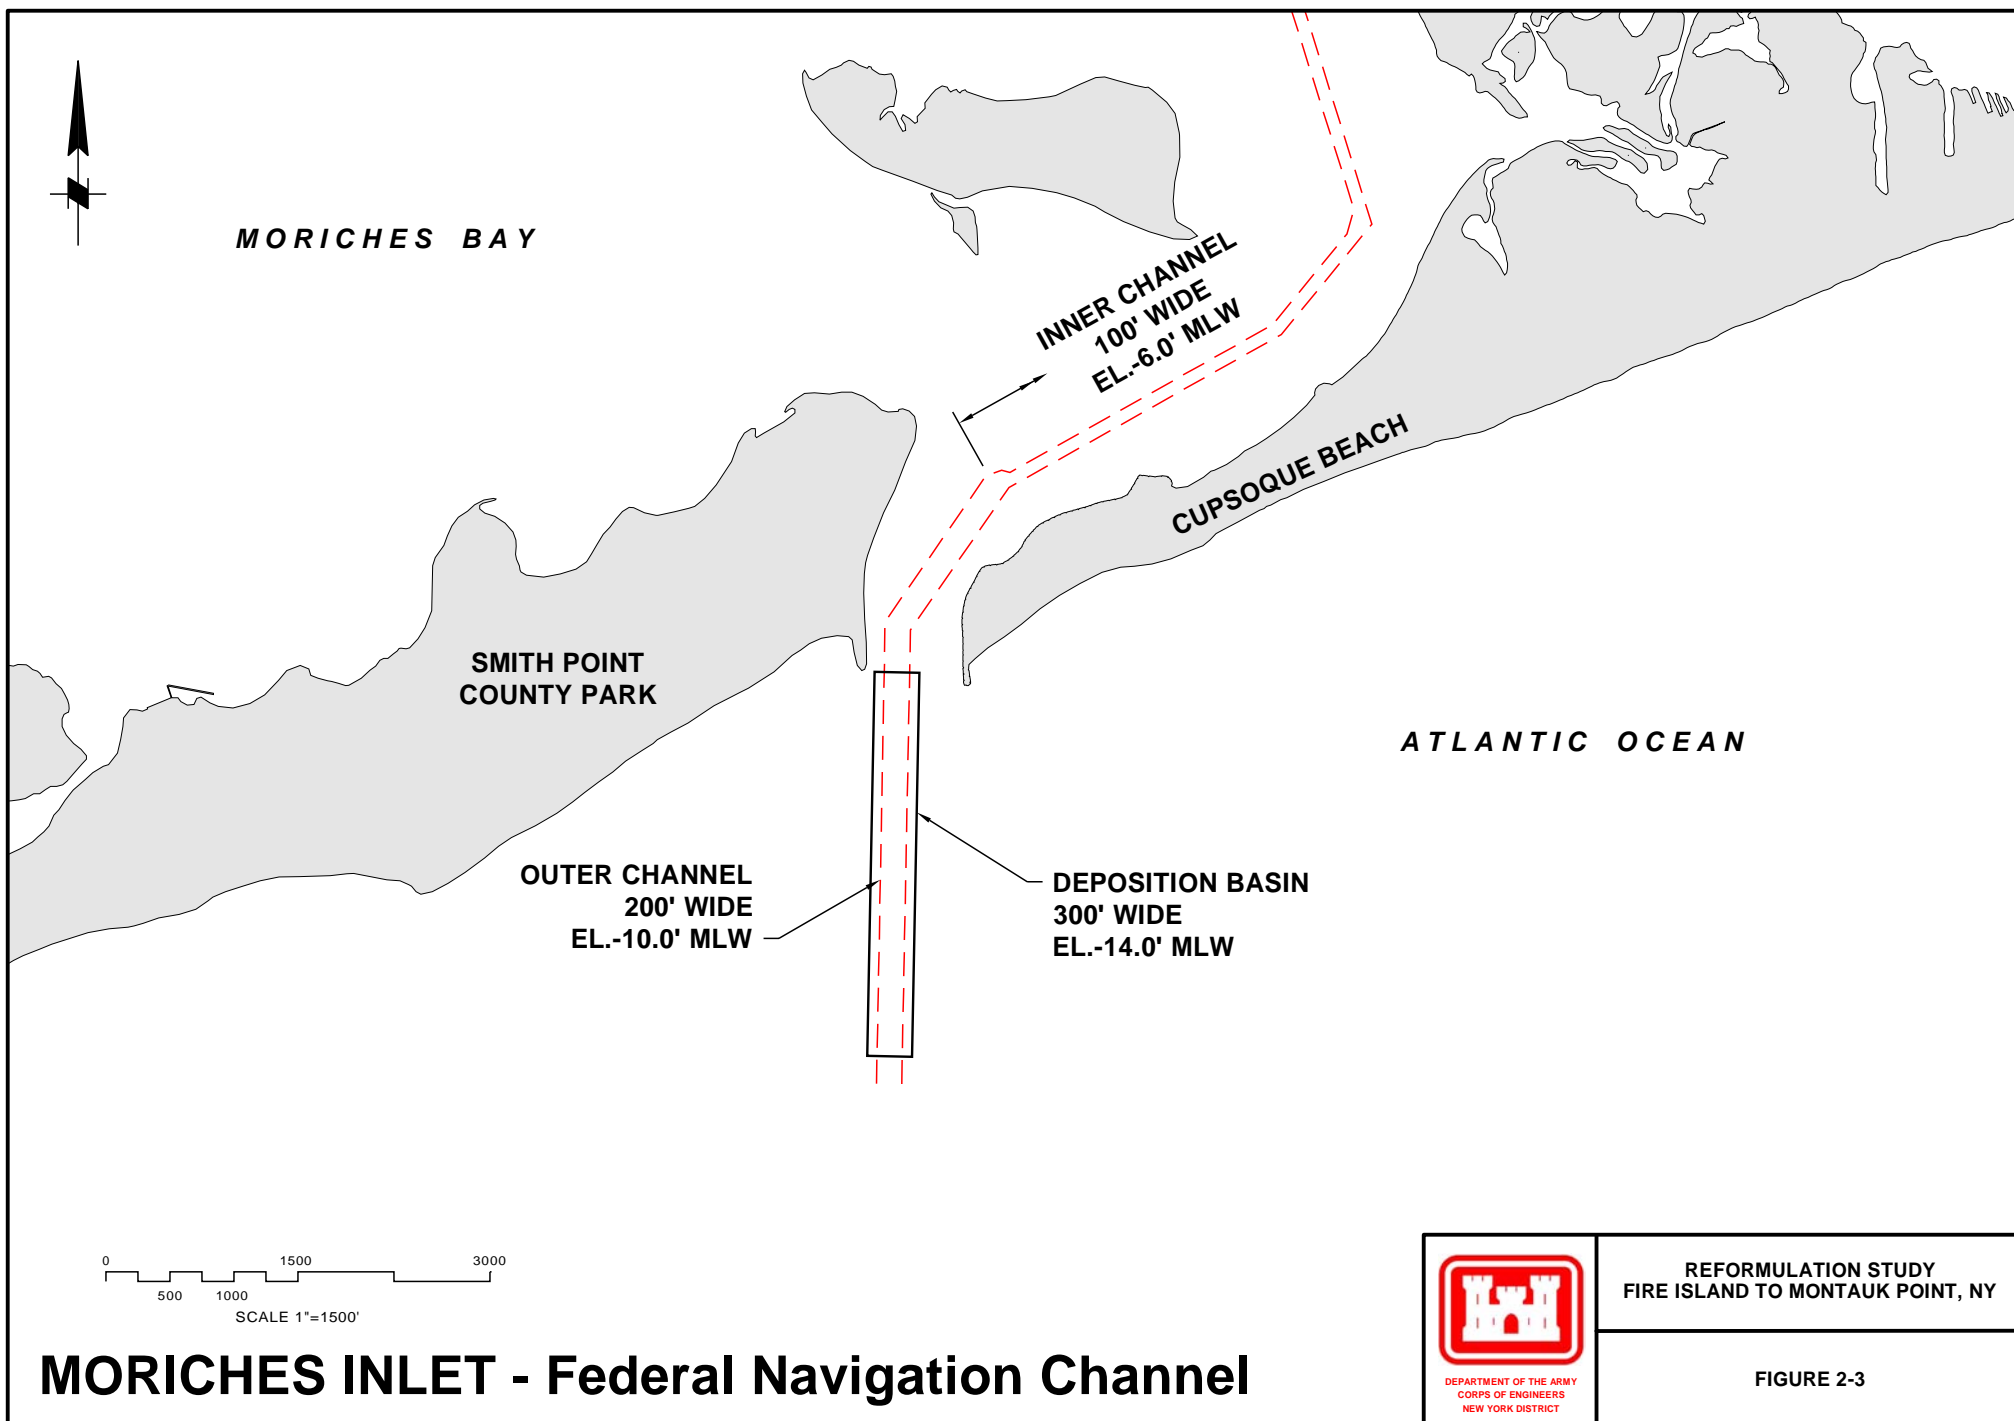 MORICHES BAY
INNER CHANNEL
100' WIDE
EL.-6.0' MLW
CUPSOQUE BEACH
SMITH POINT
COUNTY PARK
ATLANTIC OCEAN
OUTER CHANNEL
200' WIDE
EL.-10.0' MLW
DEPOSITION BASIN
300' WIDE
EL.-14.0' MLW
0 1500 3000
500 1000
SCALE 1"=1500'
MORICHES INLET - Federal Navigation Channel
DEPARTMENT OF THE ARMY
CORPS OF ENGINEERS
NEW YORK DISTRICT
REFORMULATION STUDY
FIRE ISLAND TO MONTAUK POINT, NY
FIGURE 2-3